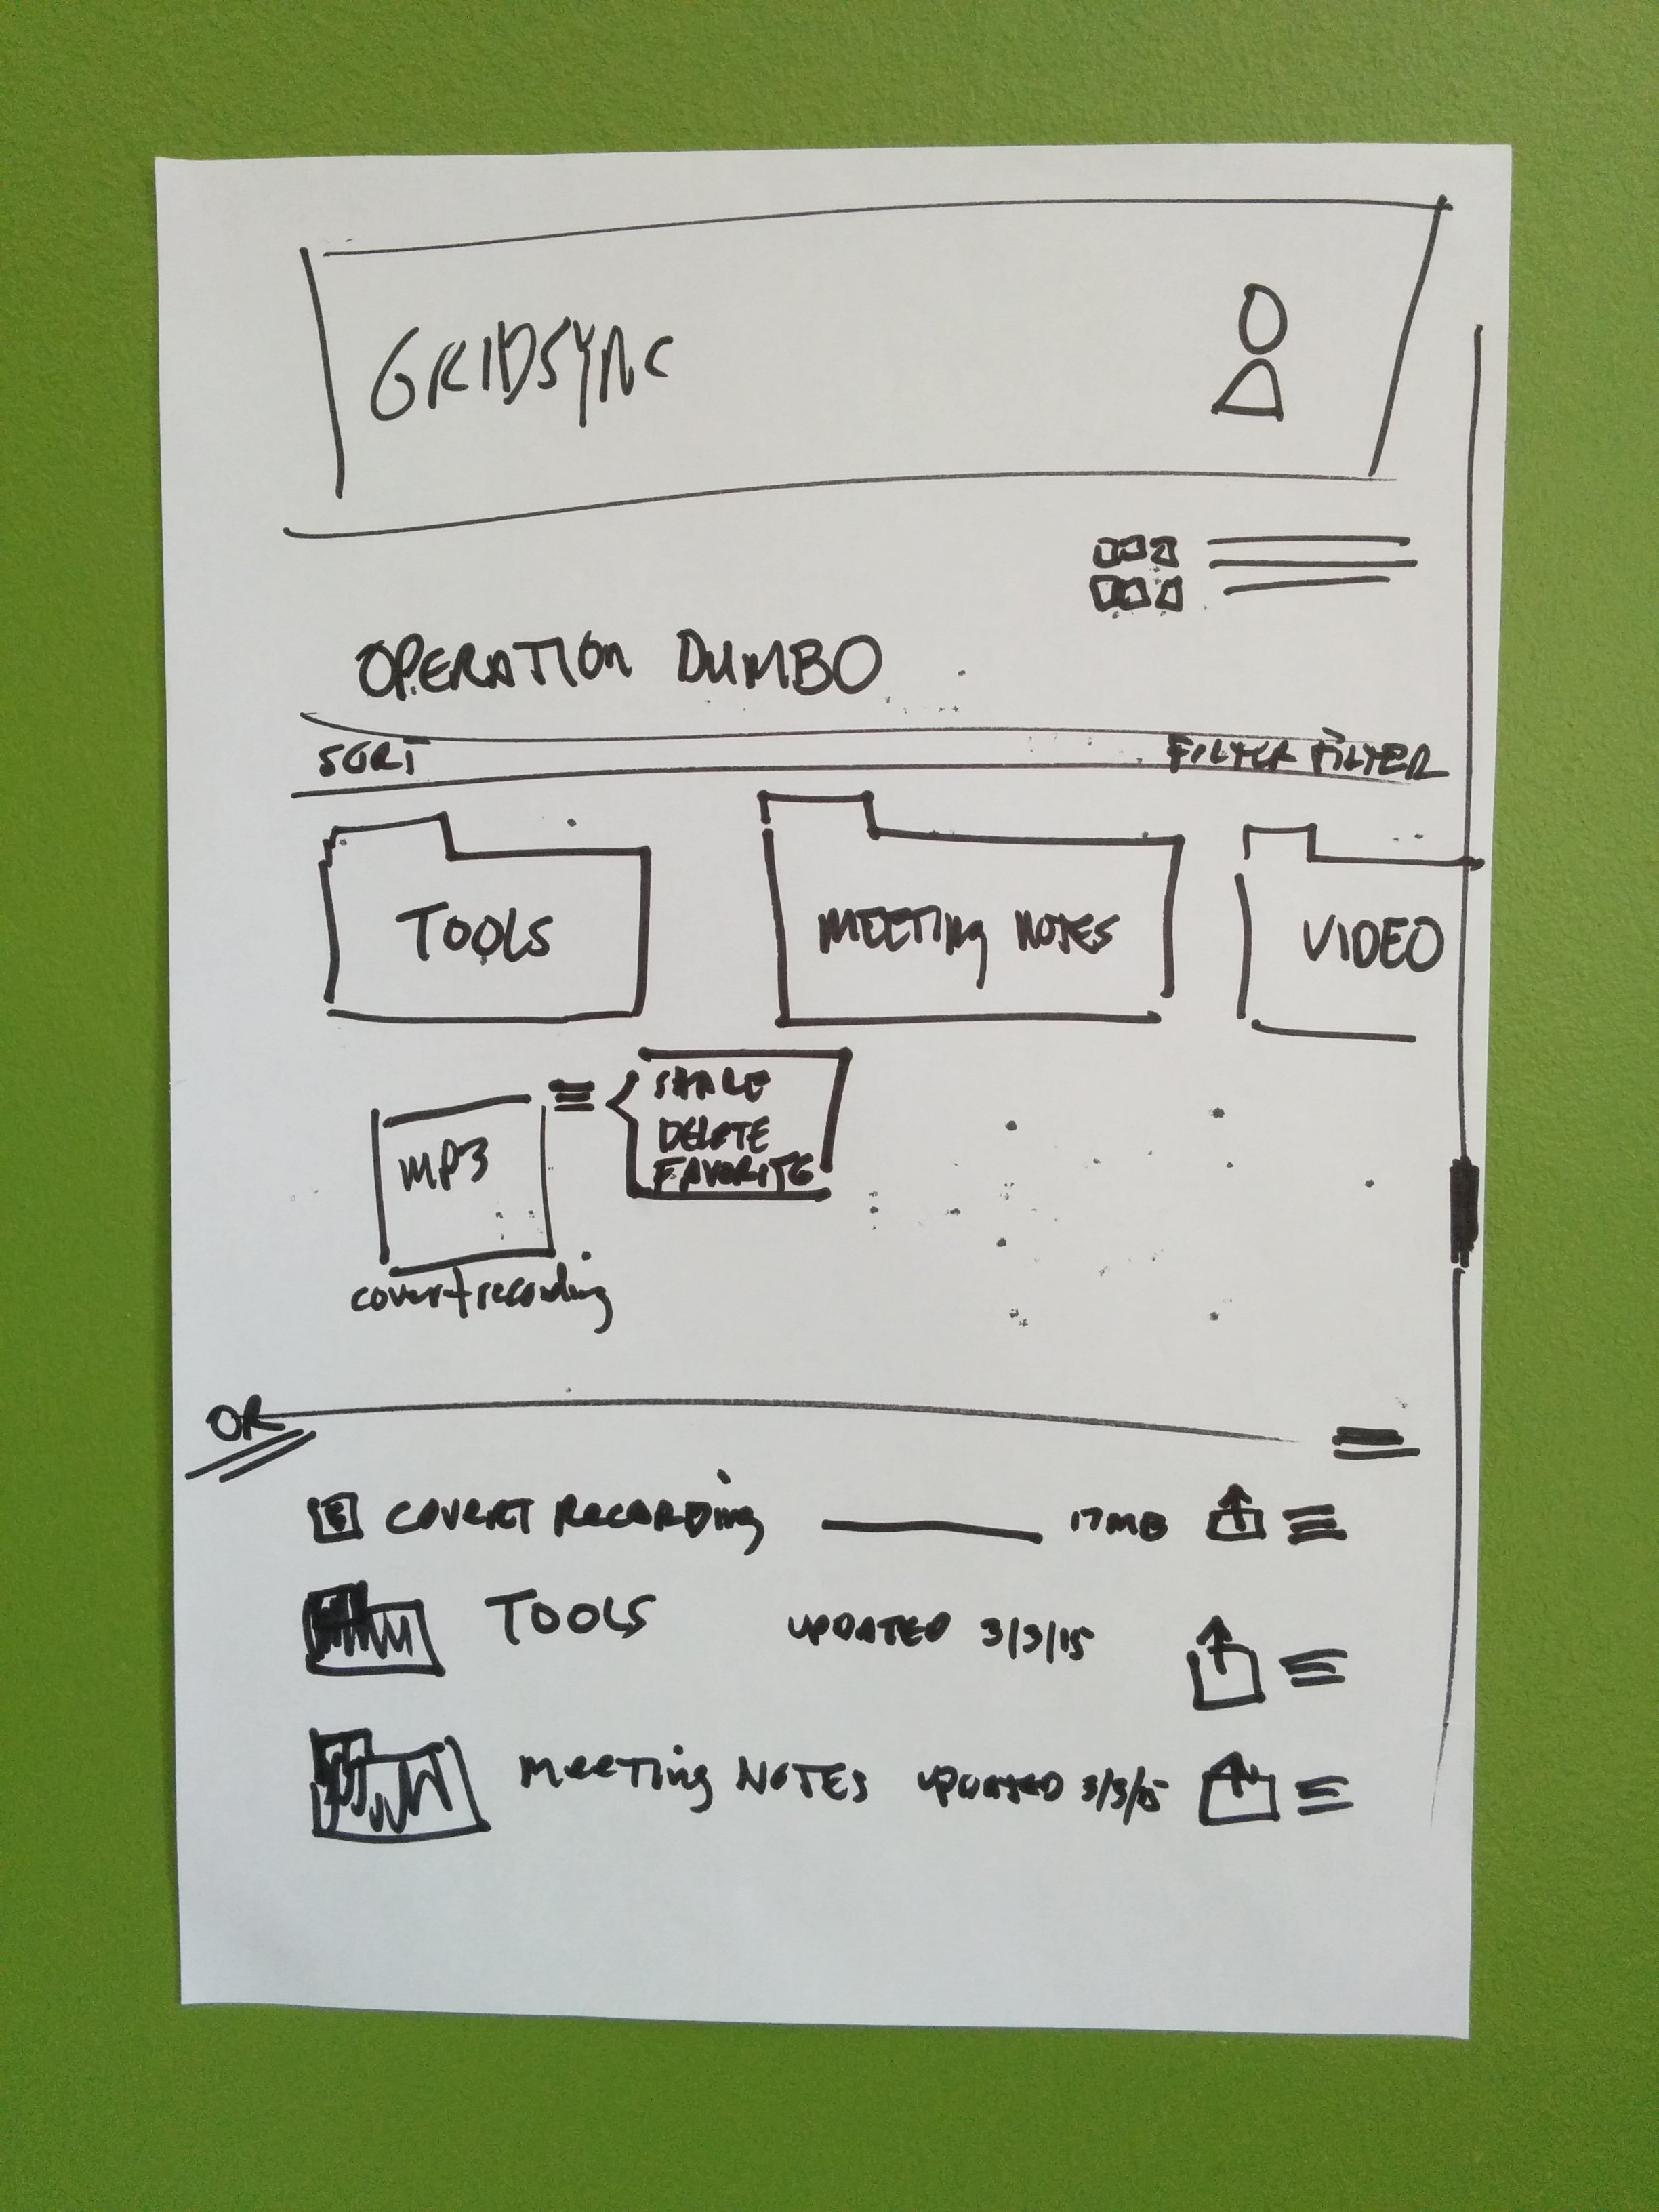 GRIDSYNC
OPERATION DUMBO
SORT FILTER FILTER
TOOLS
MEETING NOTES
VIDEO
MP3
SHARE
DELETE
FAVORITE
covert recording
OR
COVERT RECORDING 17MB
TOOLS UPDATED 3/3/15
MEETING NOTES UPDATED 3/3/15